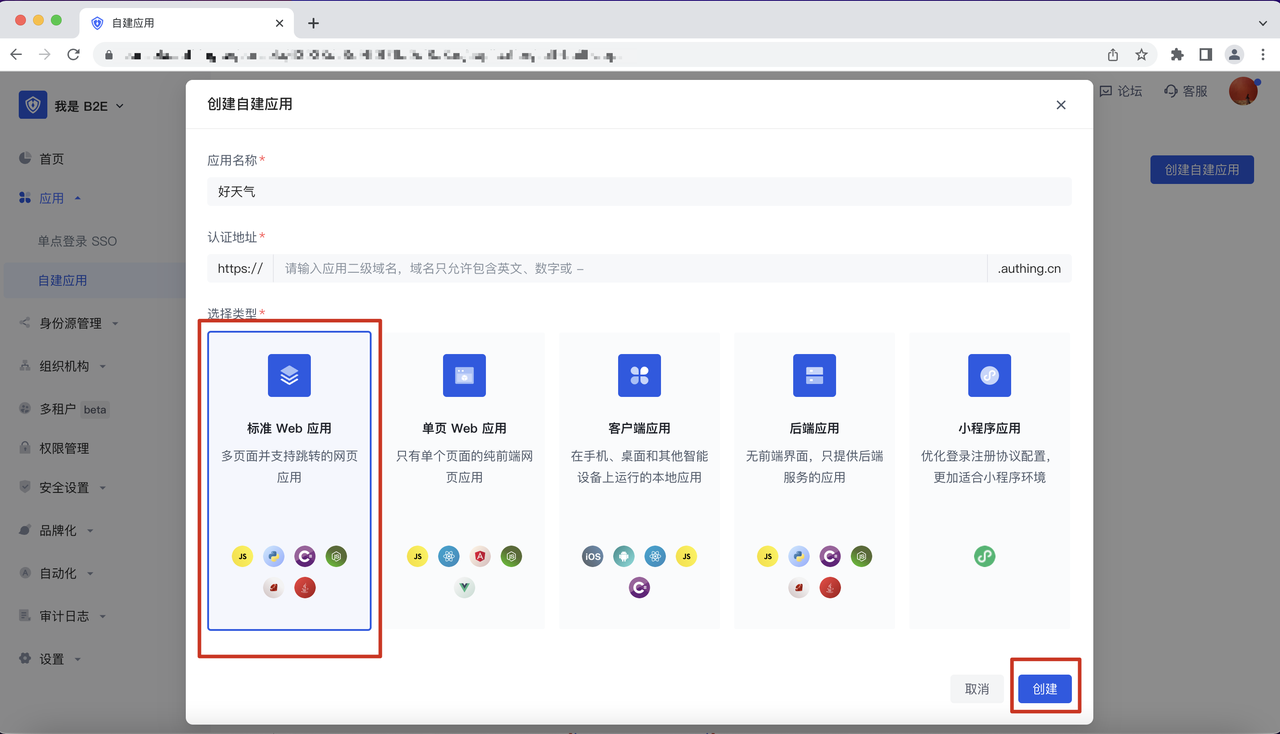 自建应用
我是 B2E
论坛
客服
首页
应用
单点登录 SSO
自建应用
身份源管理
组织机构
多租户 beta
权限管理
安全设置
品牌化
自动化
审计日志
设置
创建自建应用
创建自建应用
应用名称*
好天气
认证地址*
https://
请输入应用二级域名，域名只允许包含英文、数字或 –
.authing.cn
选择类型*
标准 Web 应用
多页面并支持跳转的网页
应用
JS
单页 Web 应用
只有单个页面的纯前端网
页应用
JS
客户端应用
在手机、桌面和其他智能
设备上运行的本地应用
iOS
JS
后端应用
无前端界面，只提供后端
服务的应用
JS
小程序应用
优化登录注册协议配置，
更加适合小程序环境
取消
创建